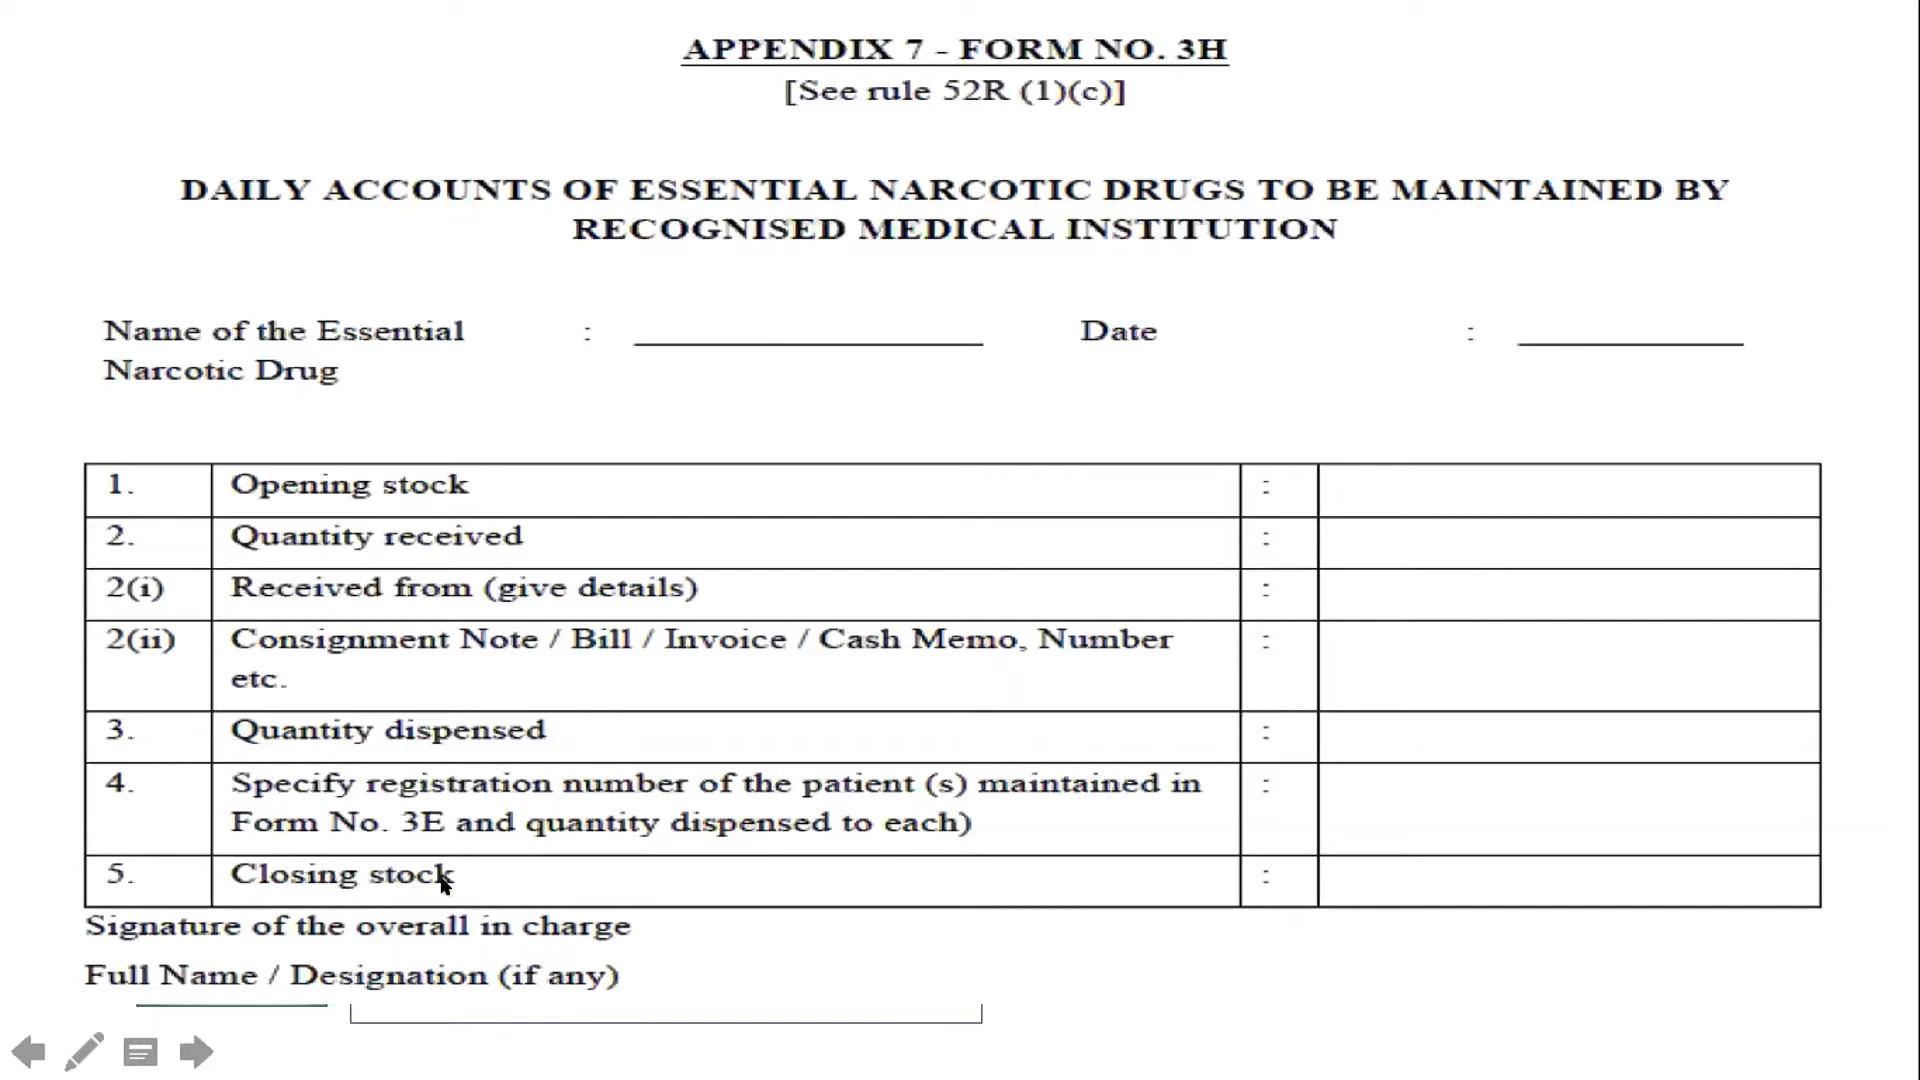 APPENDIX 7 - FORM NO. 3H
[See rule 52R (1)(c)]
DAILY ACCOUNTS OF ESSENTIAL NARCOTIC DRUGS TO BE MAINTAINED BY
RECOGNISED MEDICAL INSTITUTION
Name of the Essential : Date :
Narcotic Drug
1. Opening stock :
2. Quantity received :
2(i) Received from (give details) :
2(ii) Consignment Note / Bill / Invoice / Cash Memo, Number :
etc.
3. Quantity dispensed :
4. Specify registration number of the patient (s) maintained in :
Form No. 3E and quantity dispensed to each)
5. Closing stock :
Signature of the overall in charge
Full Name / Designation (if any)